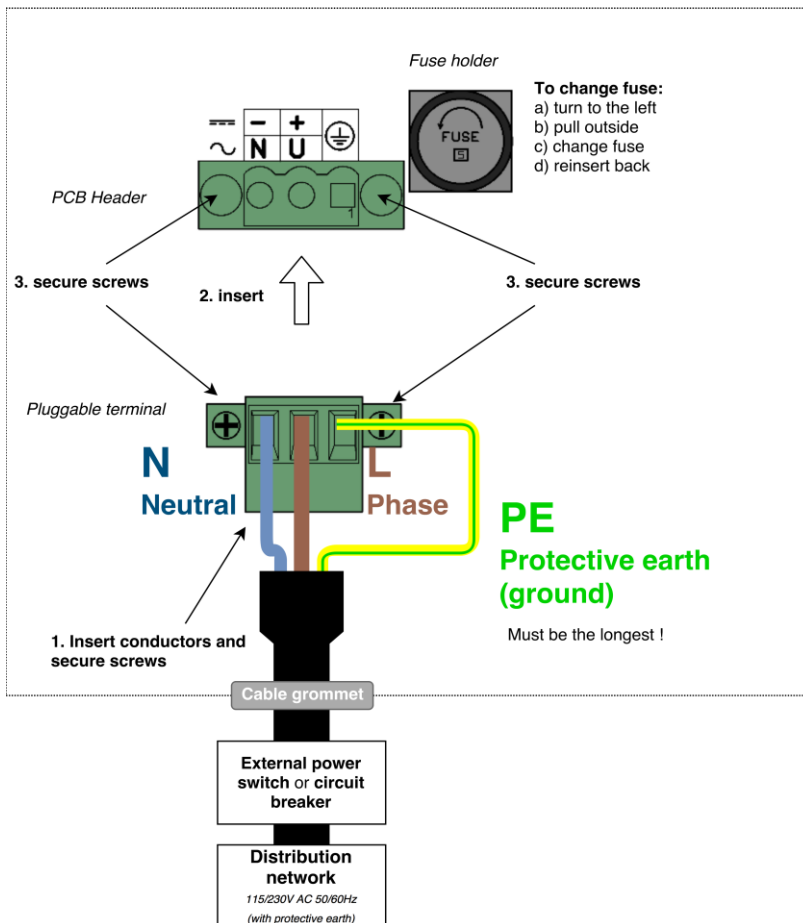 Fuse holder
To change fuse:
a) turn to the left
b) pull outside
c) change fuse
d) reinsert back
FUSE
5
− +
N U
PCB Header
1
3. secure screws
2. insert
3. secure screws
Pluggable terminal
N
Neutral
L
Phase
PE
Protective earth
(ground)
Must be the longest !
1. Insert conductors and
secure screws
Cable grommet
External power
switch or circuit
breaker
Distribution
network
115/230V AC 50/60Hz
(with protective earth)